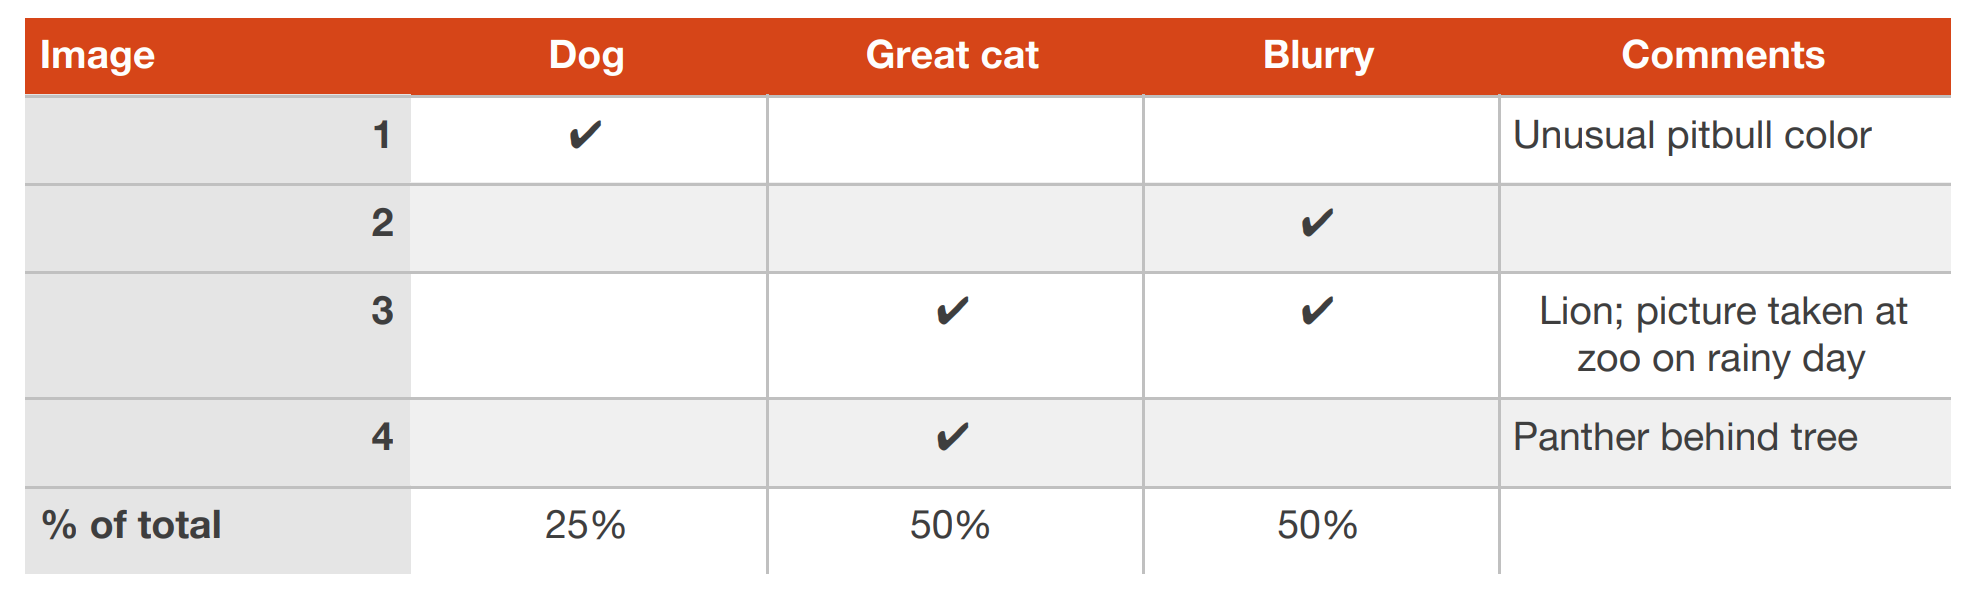 Image Dog Great cat Blurry Comments
1 ✔ Unusual pitbull color
2 ✔
3 ✔ ✔ Lion; picture taken at
zoo on rainy day
4 ✔ Panther behind tree
% of total 25% 50% 50%